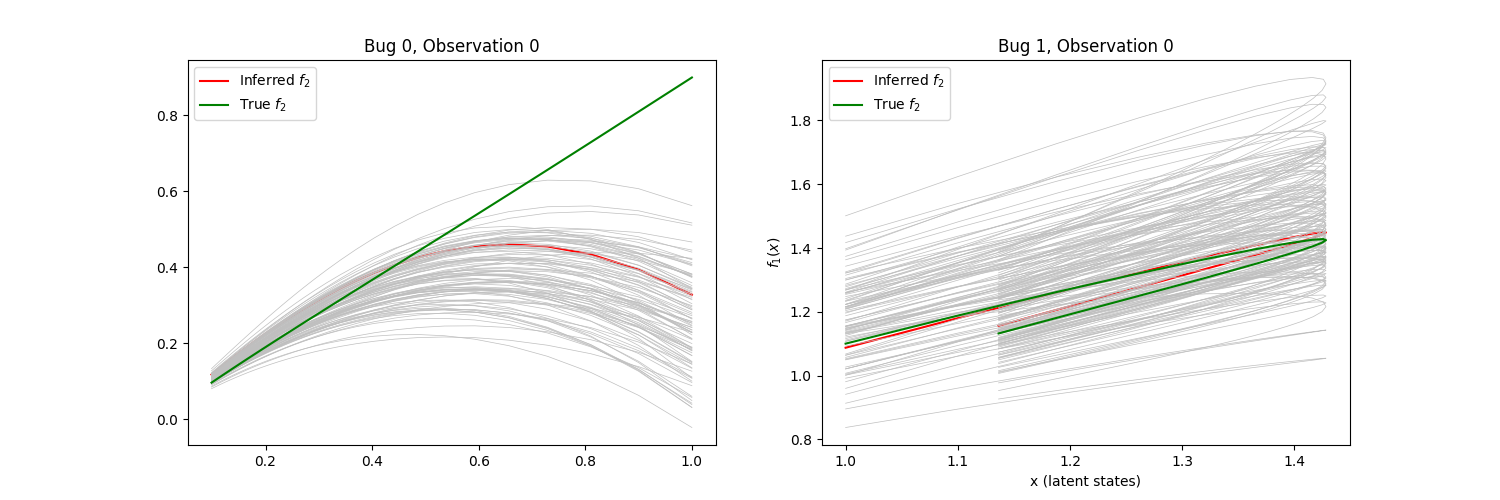 Bug 0, Observation 0
Inferred f₂
True f₂
0.8
0.6
0.4
0.2
0.0
0.2 0.4 0.6 0.8 1.0
Bug 1, Observation 0
Inferred f₂
True f₂
f₁(x)
1.8
1.6
1.4
1.2
1.0
0.8
1.0 1.1 1.2 1.3 1.4
x (latent states)